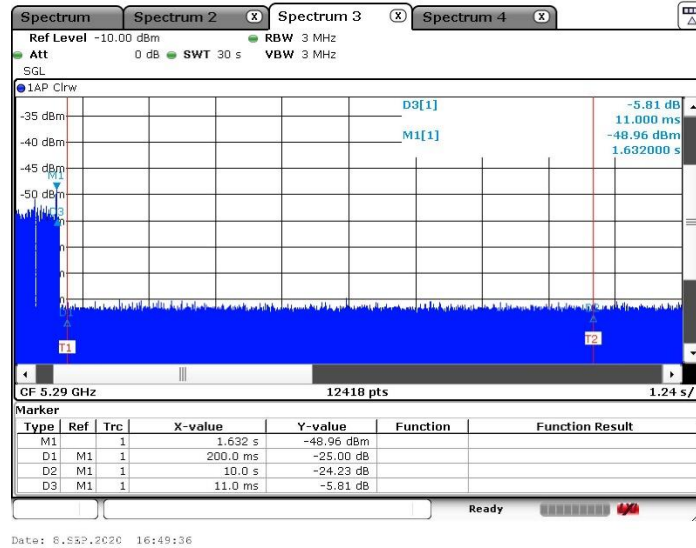 Spectrum Spectrum 2 X Spectrum 3 X Spectrum 4 X
Ref Level -10.00 dBm RBW 3 MHz
Att 0 dB SWT 30 s VBW 3 MHz
SGL
1AP Clrw
D3[1] -5.81 dB
11.000 ms
-35 dBm
M1[1] -48.96 dBm
1.632000 s
-40 dBm
-45 dBm
M1
-50 dBm
D3
D1 D2
T1 T2
CF 5.29 GHz 12418 pts 1.24 s/
Marker
Type Ref Trc X-value Y-value Function Function Result
M1 1 1.632 s -48.96 dBm
D1 M1 1 200.0 ms -25.00 dB
D2 M1 1 10.0 s -24.23 dB
D3 M1 1 11.0 ms -5.81 dB
Ready
Date: 8.SEP.2020 16:49:36